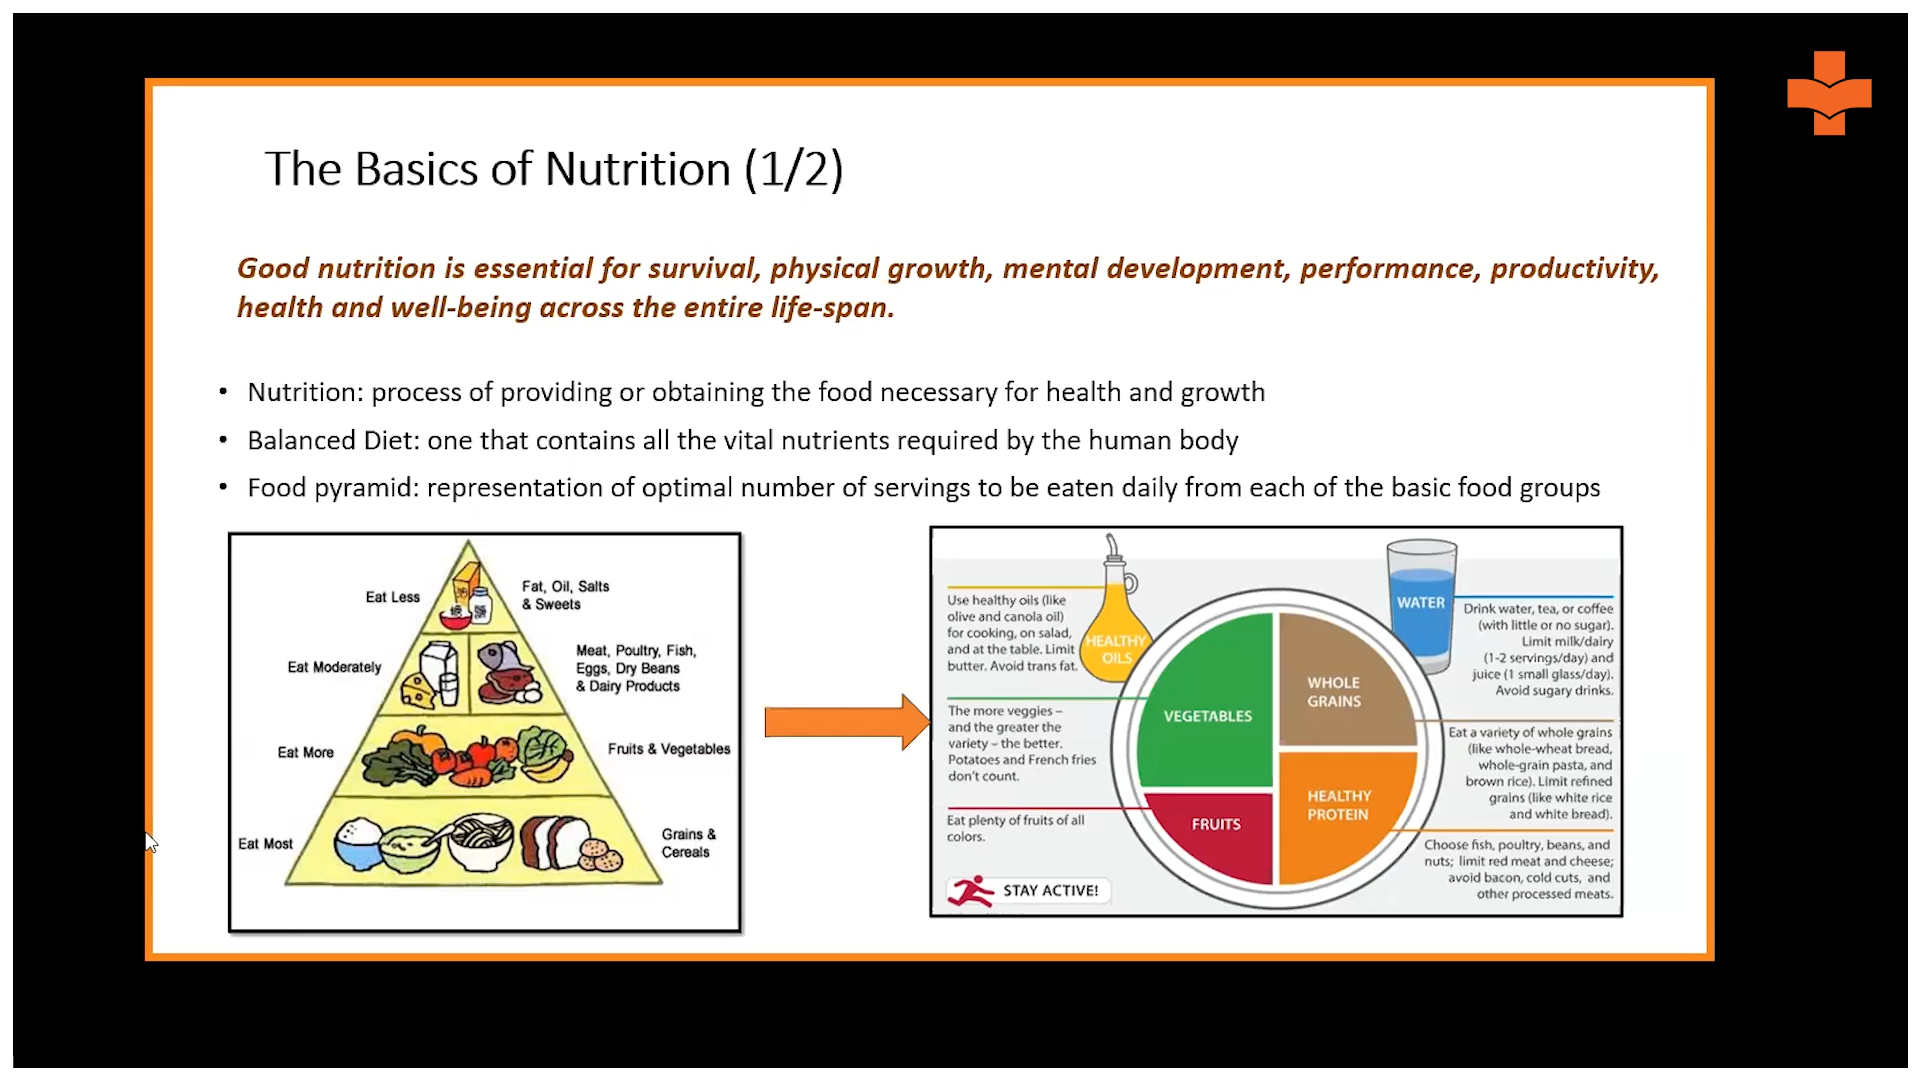 The Basics of Nutrition (1/2)
Good nutrition is essential for survival, physical growth, mental development, performance, productivity,
health and well-being across the entire life-span.
• Nutrition: process of providing or obtaining the food necessary for health and growth
• Balanced Diet: one that contains all the vital nutrients required by the human body
• Food pyramid: representation of optimal number of servings to be eaten daily from each of the basic food groups
Eat Less
Fat, Oil, Salts
& Sweets
Eat Moderately
Meat, Poultry, Fish,
Eggs, Dry Beans
& Dairy Products
Eat More
Fruits & Vegetables
Eat Most
Grains &
Cereals
Use healthy oils (like
olive and canola oil)
for cooking, on salad,
and at the table. Limit
butter. Avoid trans fat.
HEALTHY
OILS
The more veggies –
and the greater the
variety – the better.
Potatoes and French fries
don't count.
Eat plenty of fruits of all
colors.
STAY ACTIVE!
VEGETABLES
FRUITS
WHOLE
GRAINS
HEALTHY
PROTEIN
WATER
Drink water, tea, or coffee
(with little or no sugar).
Limit milk/dairy
(1-2 servings/day) and
juice (1 small glass/day).
Avoid sugary drinks.
Eat a variety of whole grains
(like whole-wheat bread,
whole-grain pasta, and
brown rice). Limit refined
grains (like white rice
and white bread).
Choose fish, poultry, beans, and
nuts; limit red meat and cheese;
avoid bacon, cold cuts, and
other processed meats.